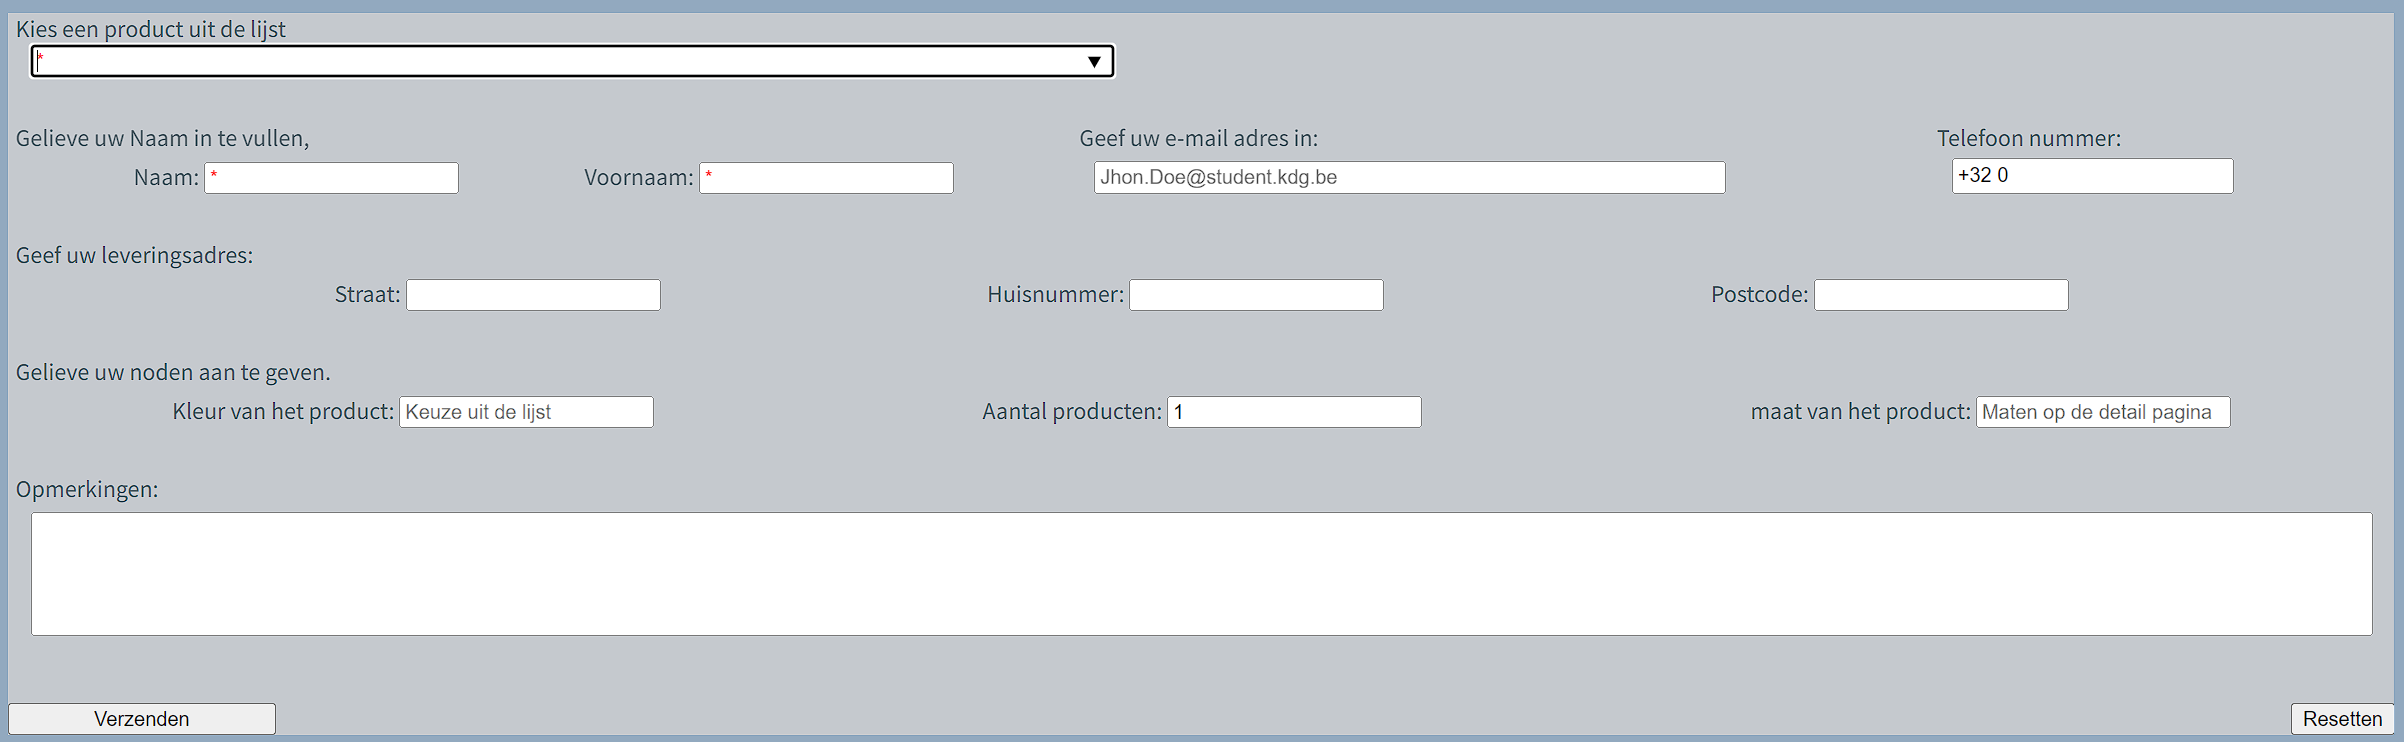 Kies een product uit de lijst
*
Gelieve uw Naam in te vullen, Geef uw e-mail adres in: Telefoon nummer:
Naam: * Voornaam: * Jhon.Doe@student.kdg.be +32 0
Geef uw leveringsadres:
Straat: Huisnummer: Postcode:
Gelieve uw noden aan te geven.
Kleur van het product: Keuze uit de lijst Aantal producten: 1 maat van het product: Maten op de detail pagina
Opmerkingen:
Verzenden Resetten